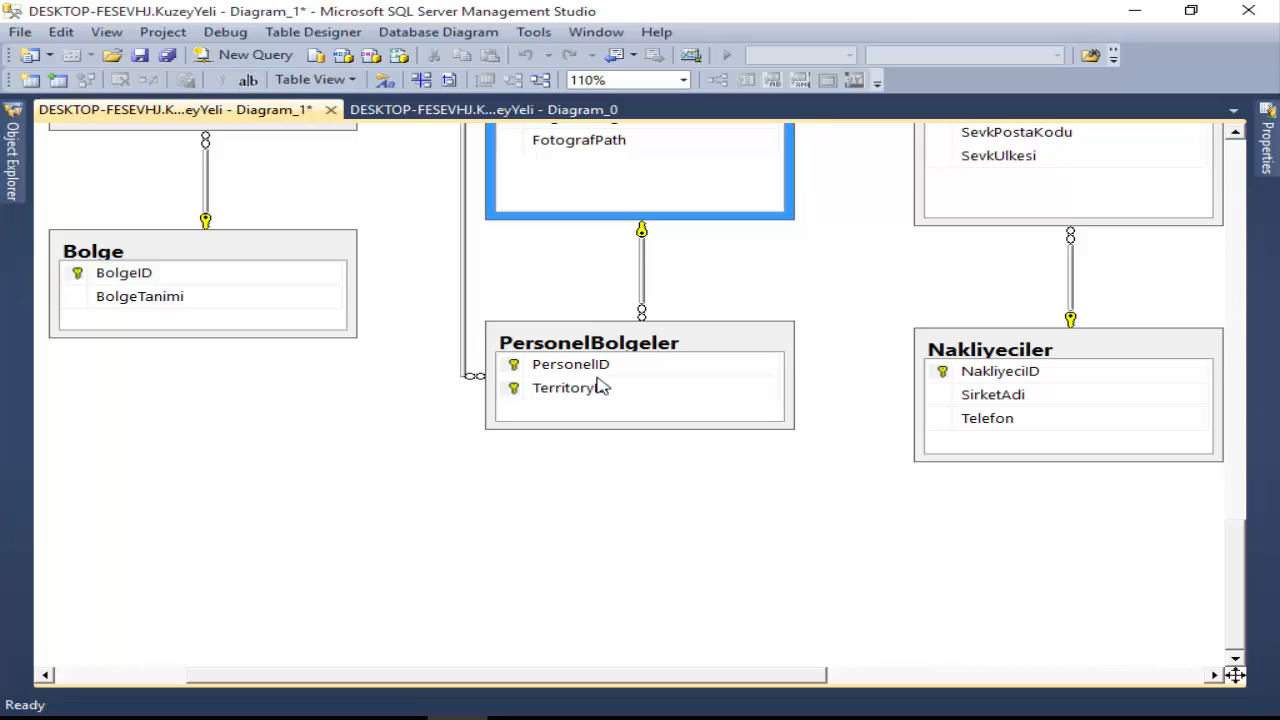 DESKTOP-FESEVHJ.KuzeyYeli - Diagram_1* - Microsoft SQL Server Management Studio
File Edit View Project Debug Table Designer Database Diagram Tools Window Help
New Query
alb Table View 110%
DESKTOP-FESEVHJ.K...eyYeli - Diagram_1* DESKTOP-FESEVHJ.K...eyYeli - Diagram_0
Object Explorer
Properties
FotografPath
SevkPostaKodu
SevkUlkesi
Bolge
BolgeID
BolgeTanimi
PersonelBolgeler
PersonelID
Nakliyeciler
NakliyeciID
SirketAdi
Telefon
Ready